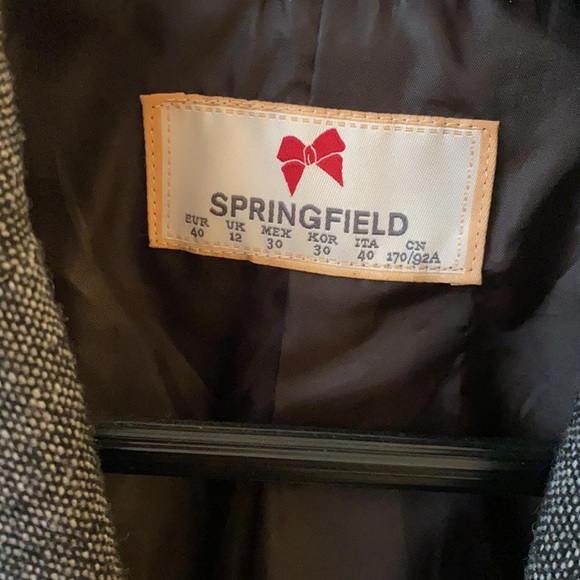 SPRINGFIELD
EUR UK MEX KOR ITA CN
40 12 30 30 40 170/92A